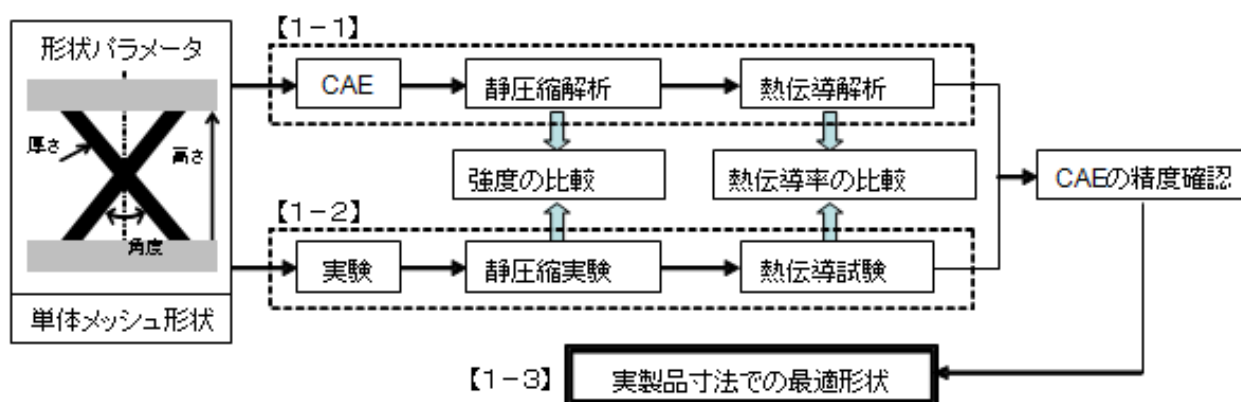 形状パラメータ
厚さ
高さ
角度
単体メッシュ形状
【1-1】
CAE
静圧縮解析
熱伝導解析
強度の比較
熱伝導率の比較
CAEの精度確認
【1-2】
実験
静圧縮実験
熱伝導試験
【1-3】
実製品寸法での最適形状